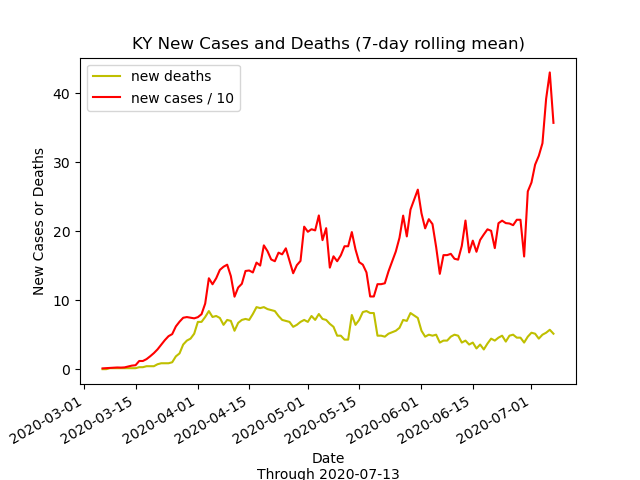 KY New Cases and Deaths (7-day rolling mean)
new deaths
new cases / 10
New Cases or Deaths
40
30
20
10
0
2020-03-01
2020-03-15
2020-04-01
2020-04-15
2020-05-01
2020-05-15
2020-06-01
2020-06-15
2020-07-01
Date
Through 2020-07-13